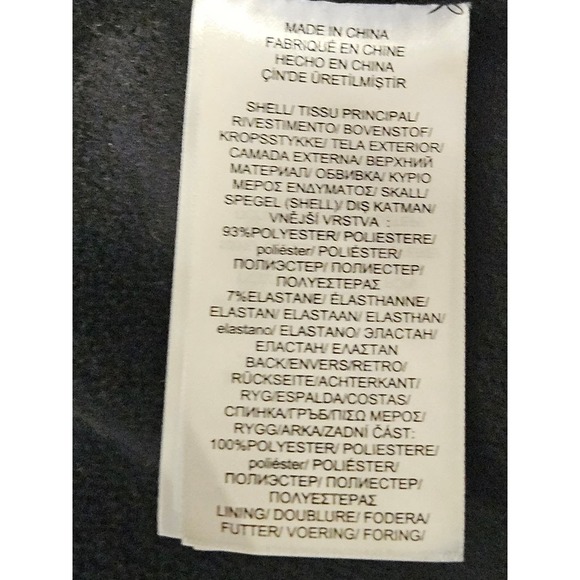 MADE IN CHINA
FABRIQUÉ EN CHINE
HECHO EN CHINA
ÇİN'DE ÜRETİLMİŞTİR
SHELL/ TISSU PRINCIPAL/
RIVESTIMENTO/ BOVENSTOF/
KROPSSTYKKE/ TELA EXTERIOR/
CAMADA EXTERNA/ ВЕРХНИЙ
МАТЕРИАЛ/ ОБВИВКА/ ΚΥΡΙΟ
ΜΕΡΟΣ ΕΝΔΥΜΑΤΟΣ/ SKALL/
SPEGEL (SHELL)/ DIŞ KATMAN/
VNĚJŠÍ VRSTVA :
93%POLYESTER/ POLIESTERE/
poliéster/ POLIÉSTER/
ПОЛИЭСТЕР/ ПОЛИЕСТЕР/
ΠΟΛΥΕΣΤΕΡΑΣ
7%ELASTANE/ ÉLASTHANNE/
ELASTAN/ ELASTAAN/ ELASTHAN/
elastano/ ELASTANO/ ЭЛАСТАН/
ЕЛАСТАН/ ΕΛΑΣΤΑΝ
BACK/ENVERS/RETRO/
RÜCKSEITE/ACHTERKANT/
RYG/ESPALDA/COSTAS/
СПИНКА/ГРЪБ/ΠΙΣΩ ΜΕΡΟΣ/
RYGG/ARKA/ZADNÍ ČÁST:
100%POLYESTER/ POLIESTERE/
poliéster/ POLIÉSTER/
ПОЛИЭСТЕР/ ПОЛИЕСТЕР/
ΠΟΛΥΕΣΤΕΡΑΣ
LINING/ DOUBLURE/ FODERA/
FUTTER/ VOERING/ FORING/